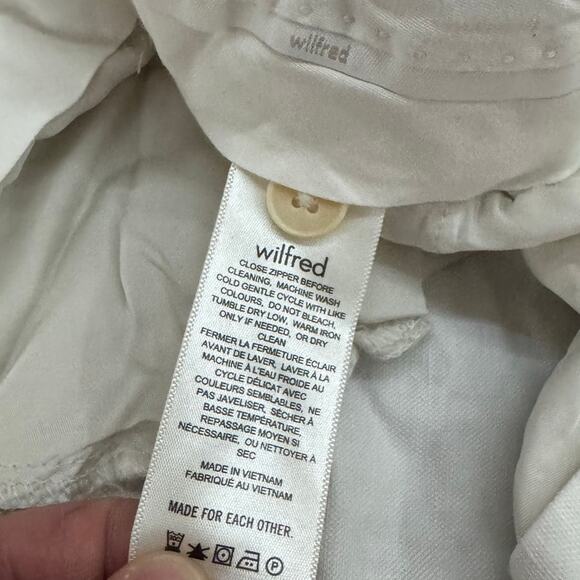 wilfred
wilfred
CLOSE ZIPPER BEFORE
CLEANING, MACHINE WASH
COLD GENTLE CYCLE WITH LIKE
COLOURS, DO NOT BLEACH,
TUMBLE DRY LOW, WARM IRON
ONLY IF NEEDED, OR DRY
CLEAN
FERMER LA FERMETURE ÉCLAIR
AVANT DE LAVER, LAVER À LA
MACHINE À L'EAU FROIDE AU
CYCLE DÉLICAT AVEC
COULEURS SEMBLABLES, NE
PAS JAVELISER, SÉCHER À
BASSE TEMPÉRATURE,
REPASSAGE MOYEN SI
NÉCESSAIRE, OU NETTOYER À
SEC
MADE IN VIETNAM
FABRIQUÉ AU VIETNAM
MADE FOR EACH OTHER.